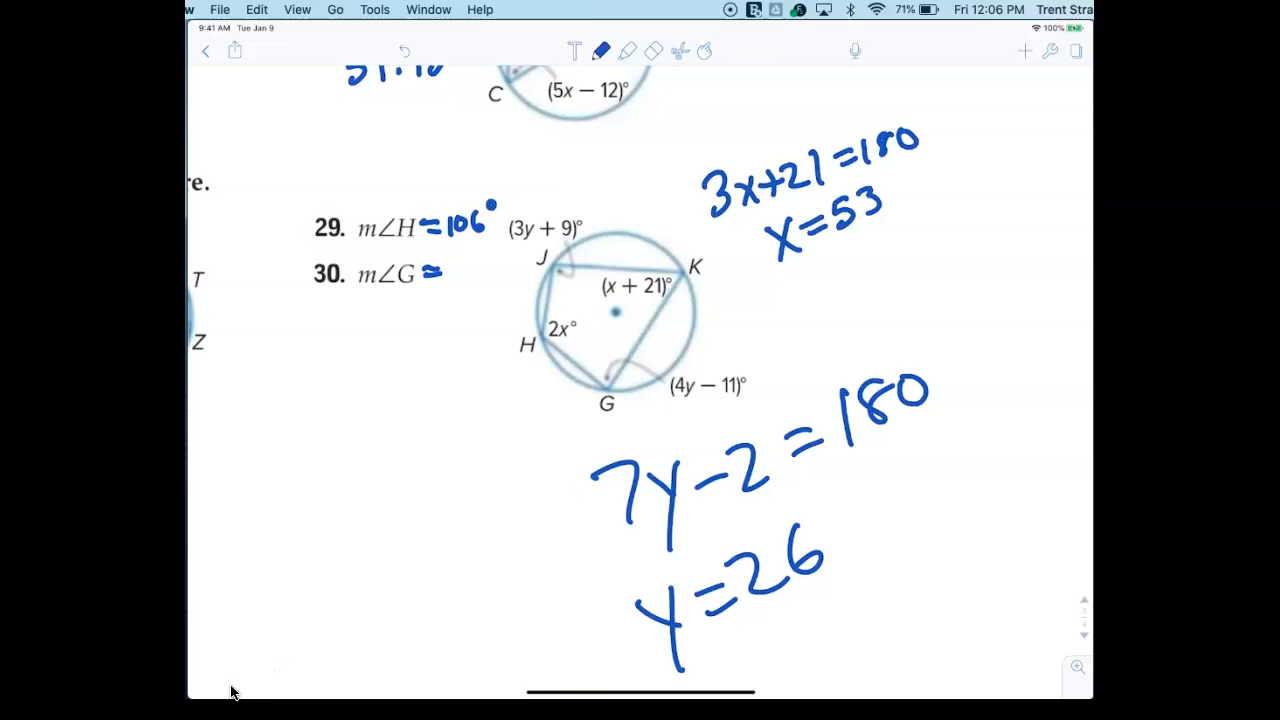 w File Edit View Go Tools Window Help 71% Fri 12:06 PM Trent Stra
9:41 AM Tue Jan 9 100%
(5x − 12)°
C
3x+21=180
x=53
re.
29. m∠H=106° (3y + 9)°
J
K
30. m∠G=
T
(x + 21)°
2x°
H
Z
(4y − 11)°
G
7y-2=180
y=26